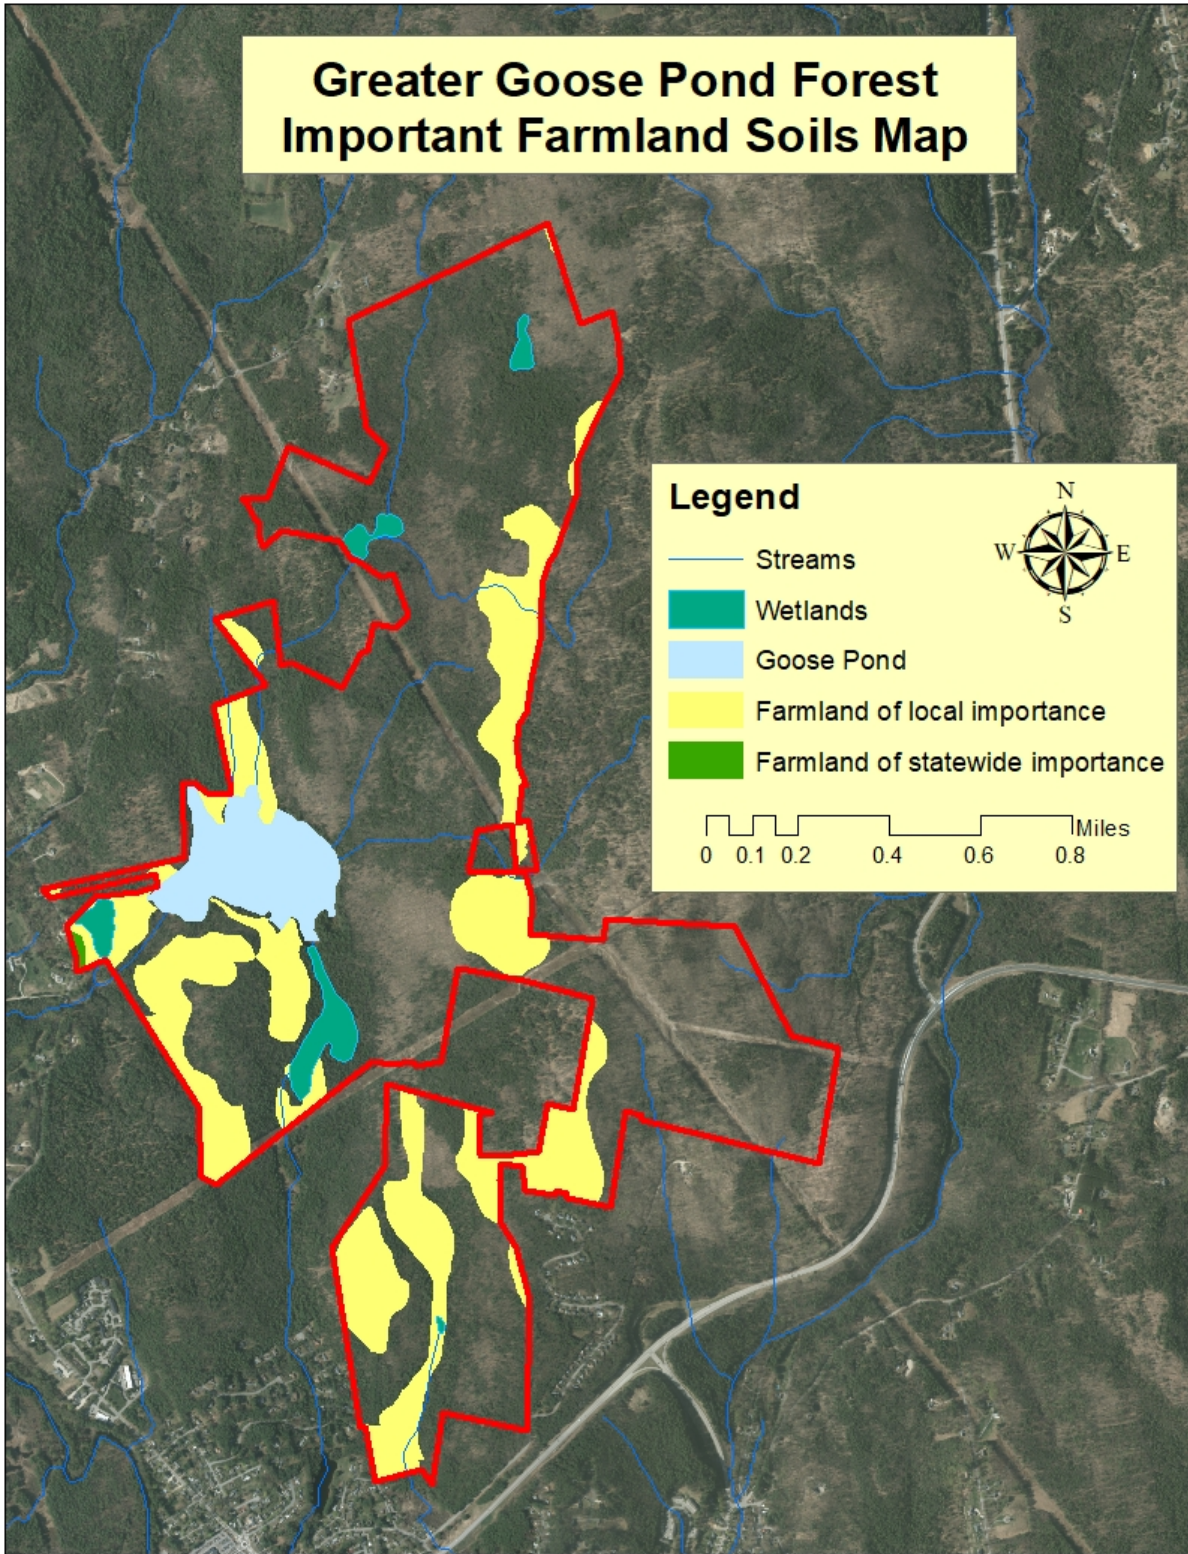 Greater Goose Pond Forest
Important Farmland Soils Map
Legend
N
W
E
S
Streams
Wetlands
Goose Pond
Farmland of local importance
Farmland of statewide importance
Miles
0 0.1 0.2 0.4 0.6 0.8